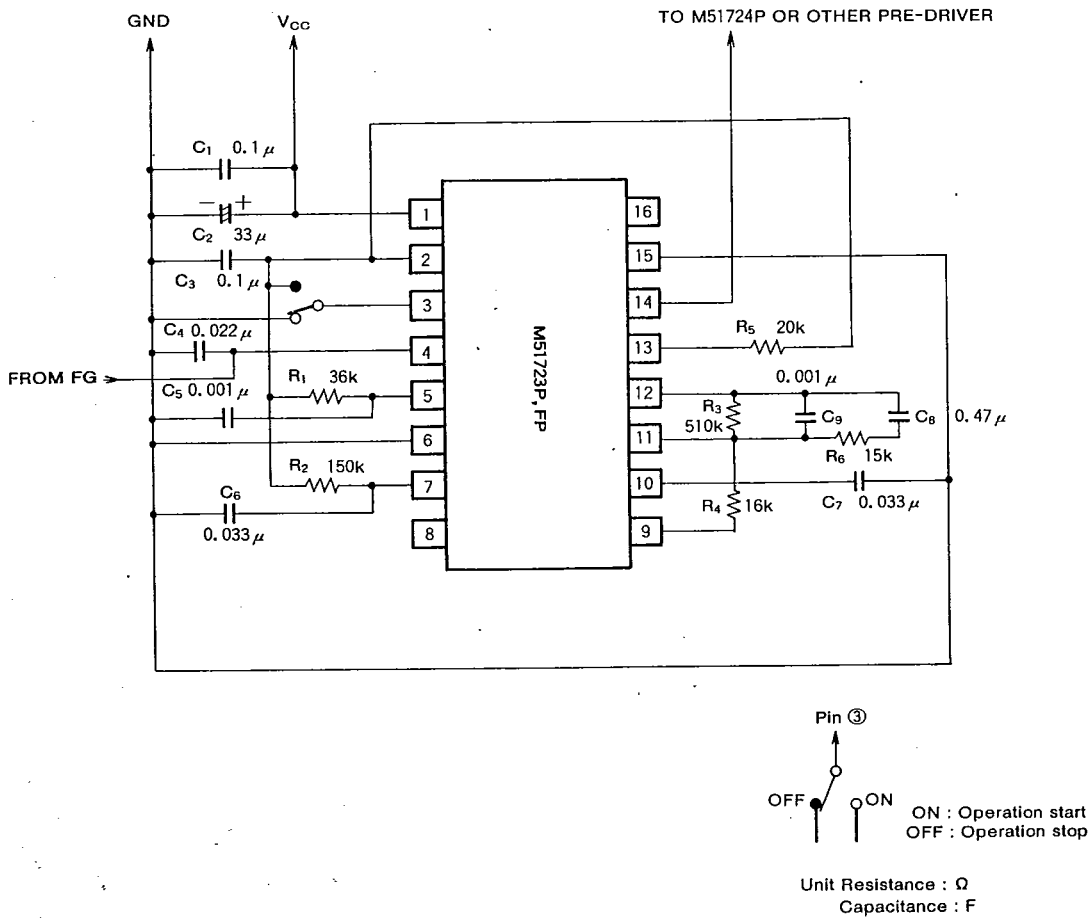 GND
Vcc
TO M51724P OR OTHER PRE-DRIVER
C1 0.1μ
− +
C2 33μ
C3 0.1μ
C4 0.022μ
FROM FG
C5 0.001μ
R1 36k
R2 150k
C6
0.033μ
1
2
3
4
5
6
7
8
M51723P, FP
16
15
14
13
12
11
10
9
R5 20k
0.001μ
R3
510k
C9
C8 0.47μ
R6 15k
R4 16k
C7 0.033μ
Pin ③
OFF
ON
ON : Operation start
OFF : Operation stop
Unit Resistance : Ω
Capacitance : F